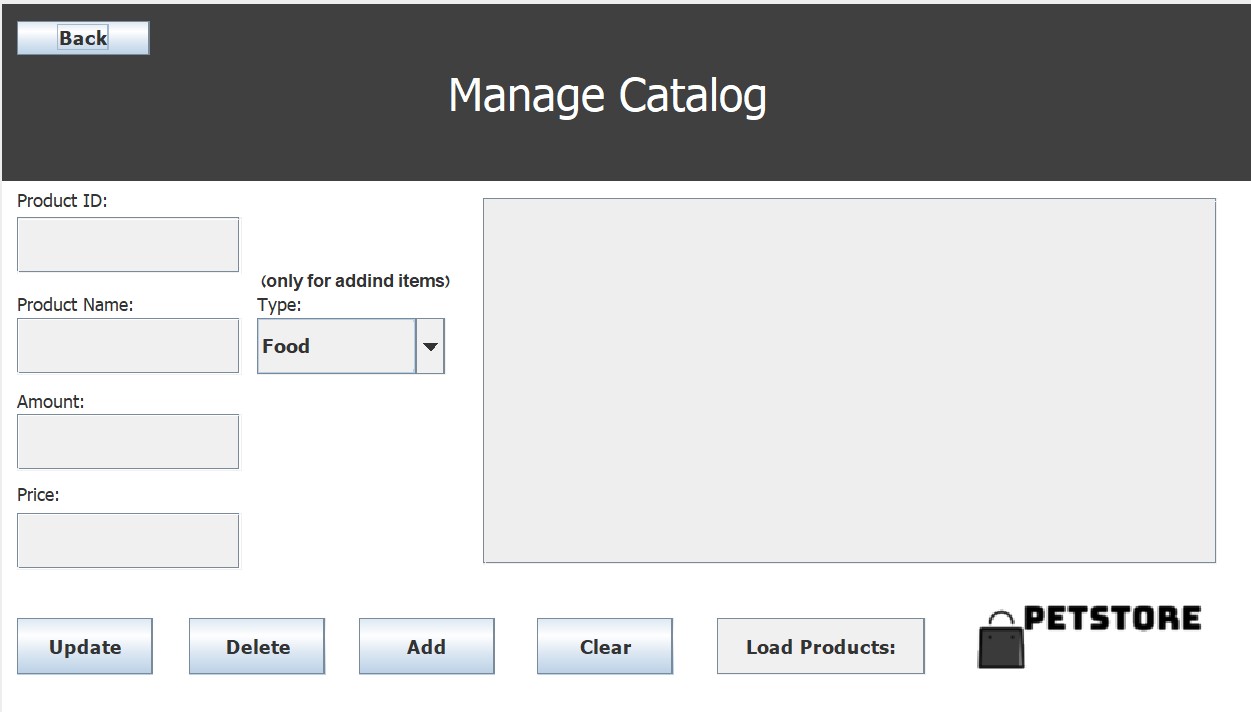 Back
Manage Catalog
Product ID:
(only for addind items)
Product Name:
Type:
Food
Amount:
Price:
Update
Delete
Add
Clear
Load Products:
PETSTORE